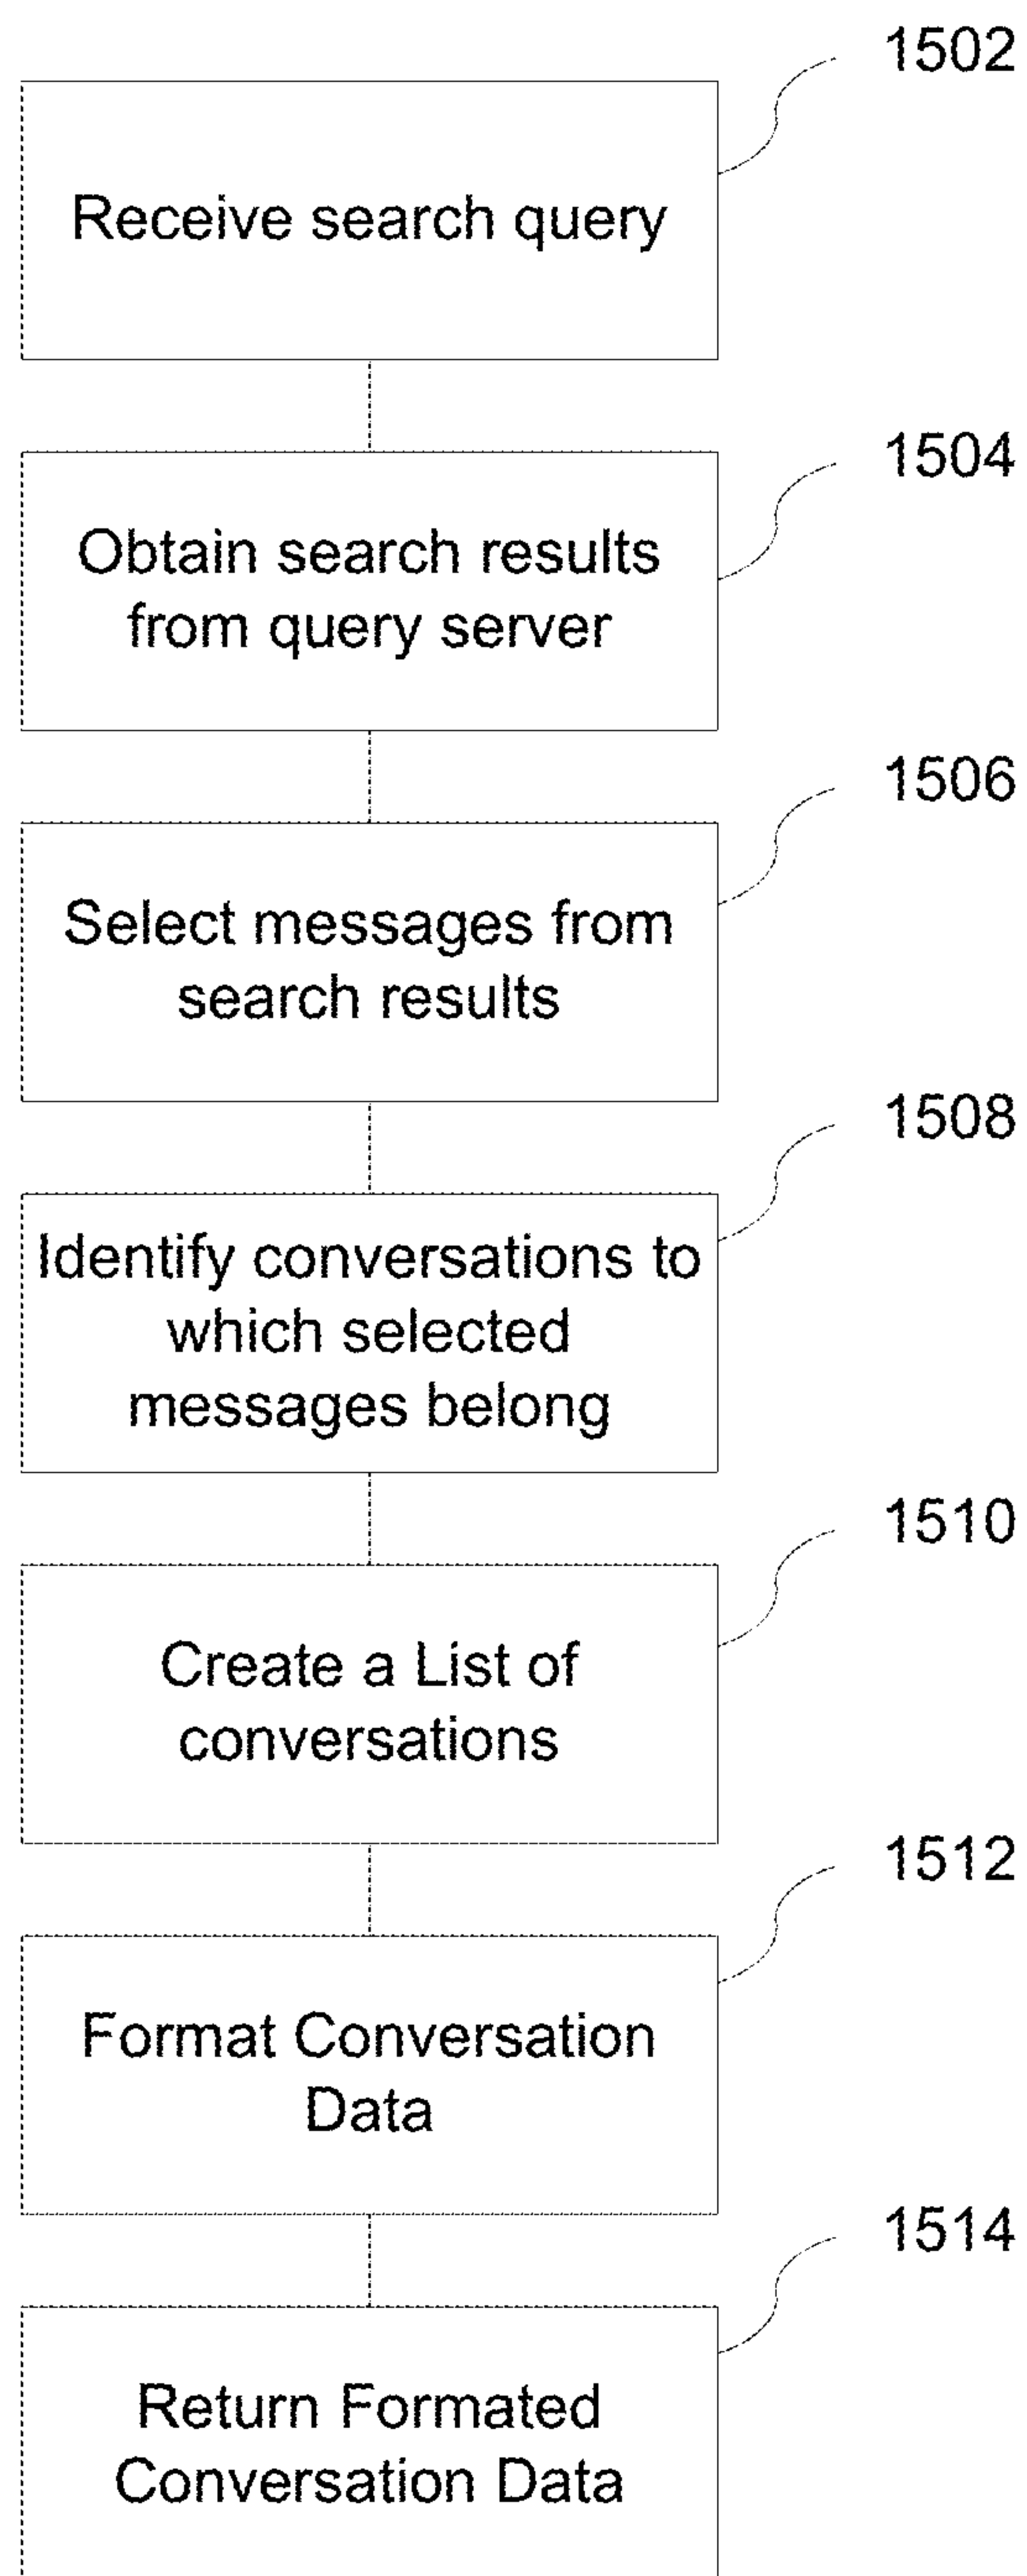 1502
Receive search query
1504
Obtain search results
from query server
1506
Select messages from
search results
1508
Identify conversations to
which selected
messages belong
1510
Create a List of
conversations
1512
Format Conversation
Data
1514
Return Formated
Conversation Data